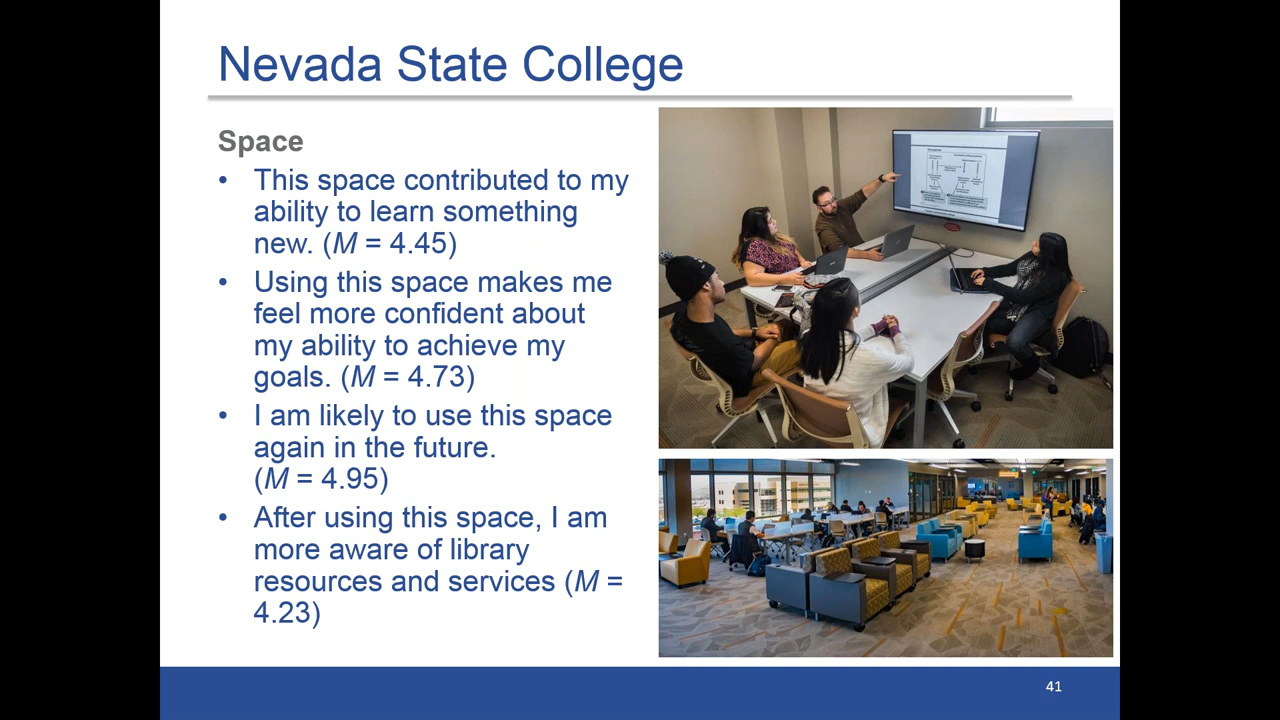 Nevada State College
Space
• This space contributed to my
ability to learn something
new. (M = 4.45)
• Using this space makes me
feel more confident about
my ability to achieve my
goals. (M = 4.73)
• I am likely to use this space
again in the future.
(M = 4.95)
• After using this space, I am
more aware of library
resources and services (M =
4.23)
41